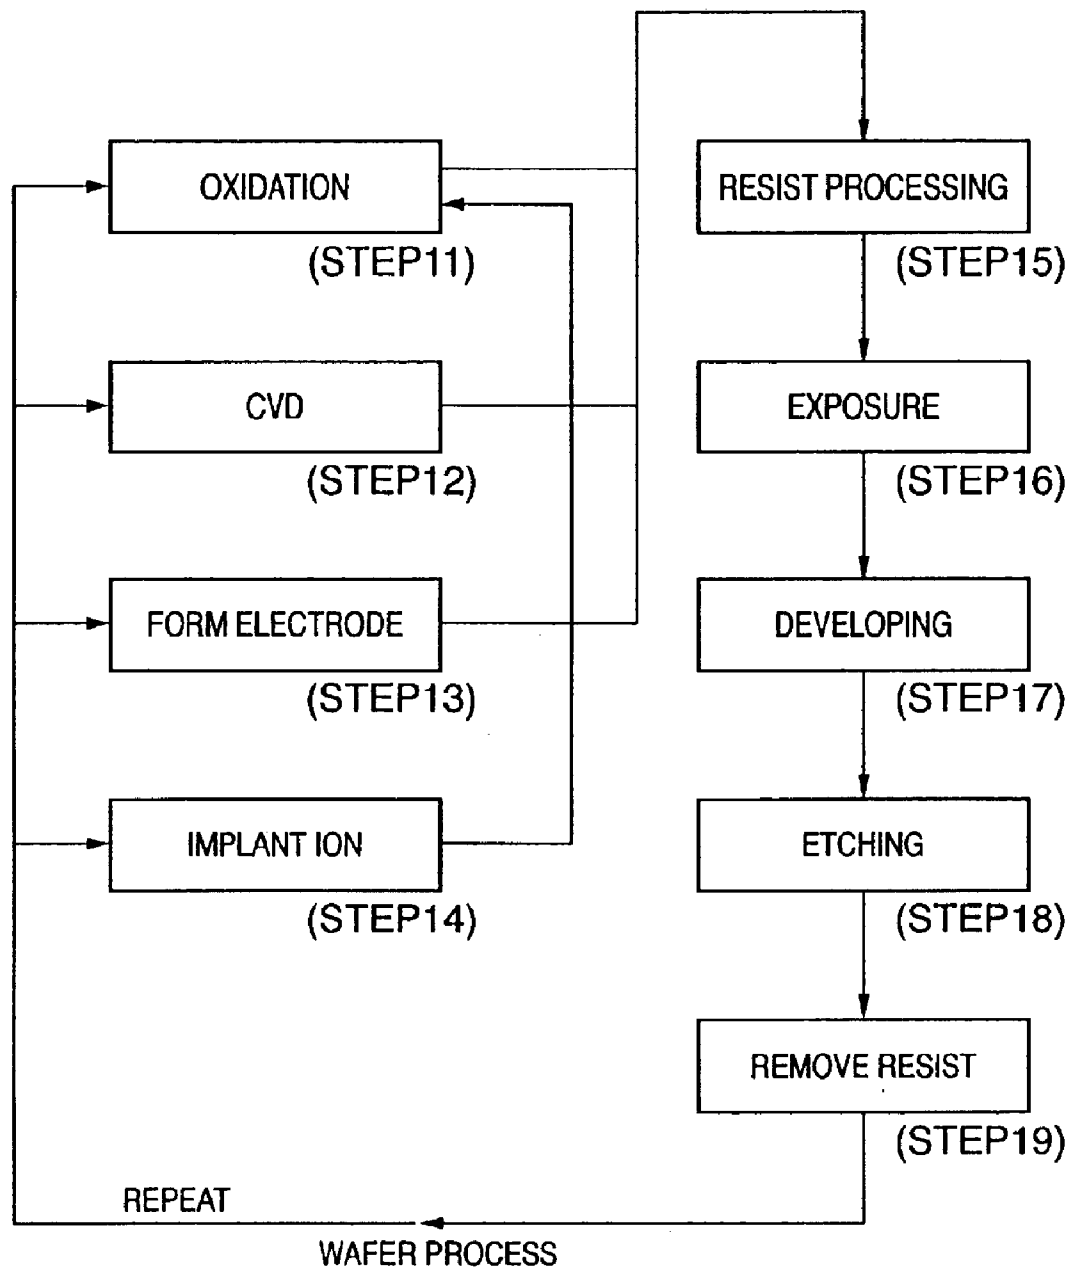 OXIDATION
(STEP11)
CVD
(STEP12)
FORM ELECTRODE
(STEP13)
IMPLANT ION
(STEP14)
RESIST PROCESSING
(STEP15)
EXPOSURE
(STEP16)
DEVELOPING
(STEP17)
ETCHING
(STEP18)
REMOVE RESIST
(STEP19)
REPEAT
WAFER PROCESS